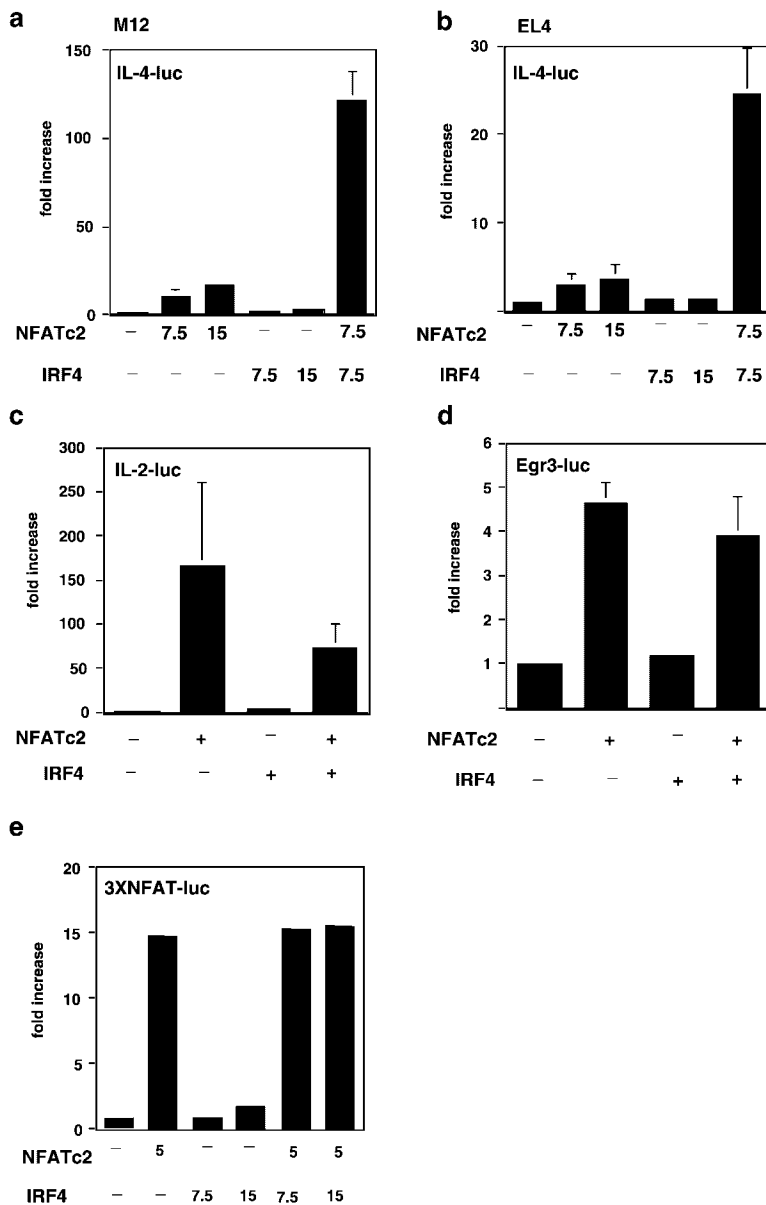 a
M12
IL-4-luc
fold increase
150
100
50
0
NFATc2 – 7.5 15 – – 7.5
IRF4 – – – 7.5 15 7.5
b
EL4
IL-4-luc
fold increase
30
20
10
NFATc2 – 7.5 15 – – 7.5
IRF4 – – – 7.5 15 7.5
c
IL-2-luc
fold increase
300
250
200
150
100
50
0
NFATc2 – + – +
IRF4 – – + +
d
Egr3-luc
fold increase
6
5
4
3
2
1
NFATc2 – + – +
IRF4 – – + +
e
3XNFAT-luc
fold increase
20
15
10
5
0
NFATc2 – 5 – – 5 5
IRF4 – – 7.5 15 7.5 15